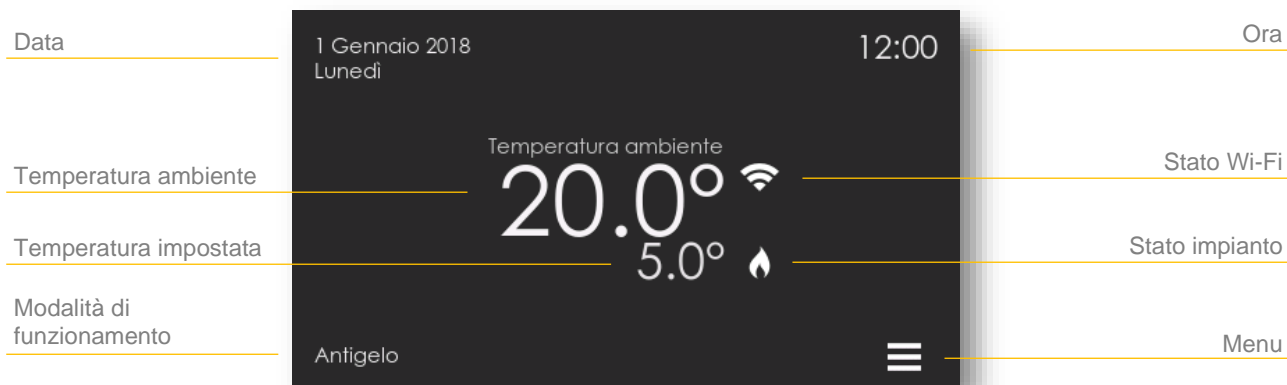 Data
Temperatura ambiente
Temperatura impostata
Modalità di
funzionamento
1 Gennaio 2018
Lunedì
12:00
Temperatura ambiente
20.0°
5.0°
Antigelo
Ora
Stato Wi-Fi
Stato impianto
Menu